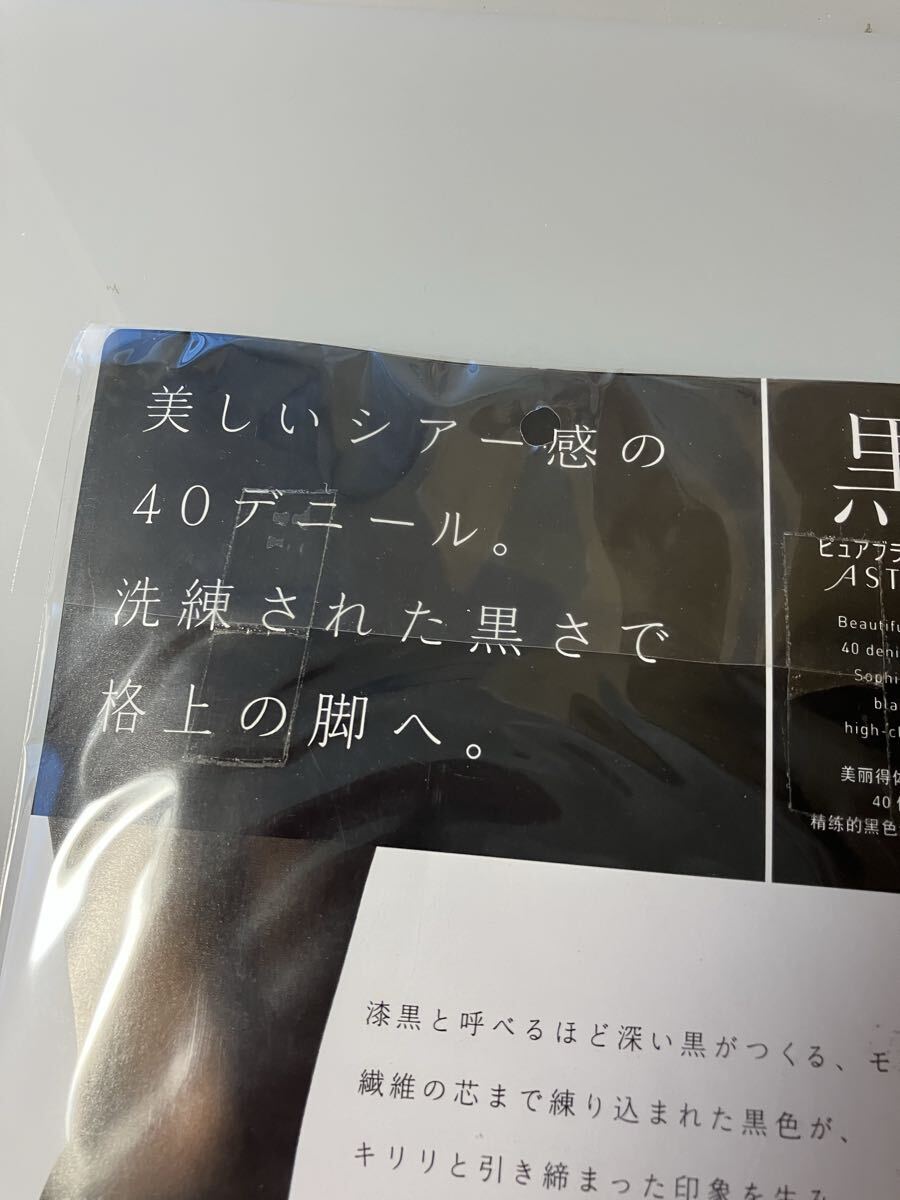 美しいシアー感の
40デニール。
洗練された黒さで
格上の脚へ。
黒
ピュアブラ
AST
Beautifu
40 deni
Sophi
bla
high-cl
美丽得体
40
精练的黑色
漆黒と呼べるほど深い黒がつくる、モ
繊維の芯まで練り込まれた黒色が、
キリリと引き締まった印象を生る